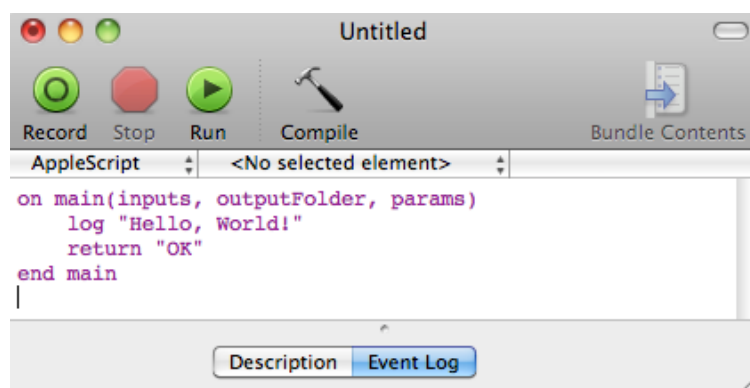 Untitled
Record Stop Run Compile Bundle Contents
AppleScript <No selected element>
on main(inputs, outputFolder, params)
    log "Hello, World!"
    return "OK"
end main
Description Event Log